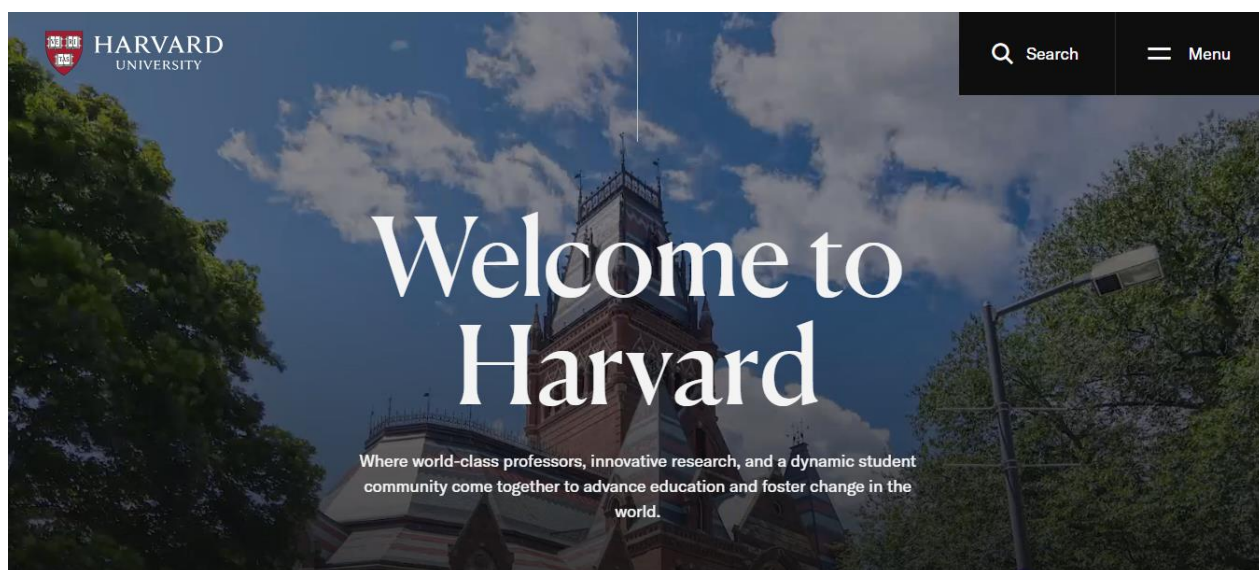 HARVARD
UNIVERSITY
Search
Menu
Welcome to
Harvard
Where world-class professors, innovative research, and a dynamic student
community come together to advance education and foster change in the
world.